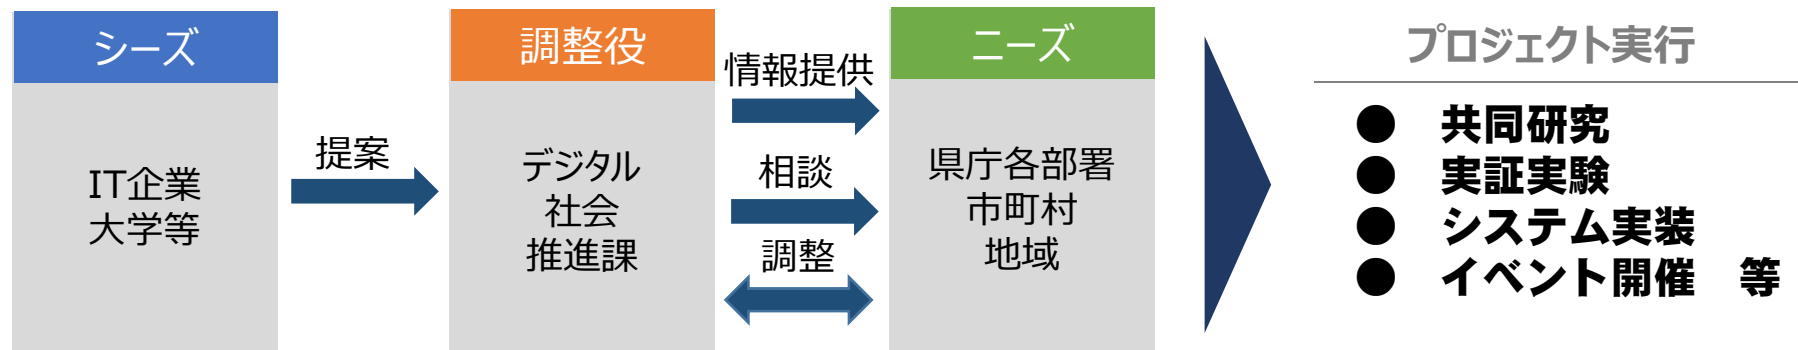 シーズ
IT企業
大学等
提案
調整役
デジタル
社会
推進課
情報提供
相談
調整
ニーズ
県庁各部署
市町村
地域
プロジェクト実行
● 共同研究
● 実証実験
● システム実装
● イベント開催　等